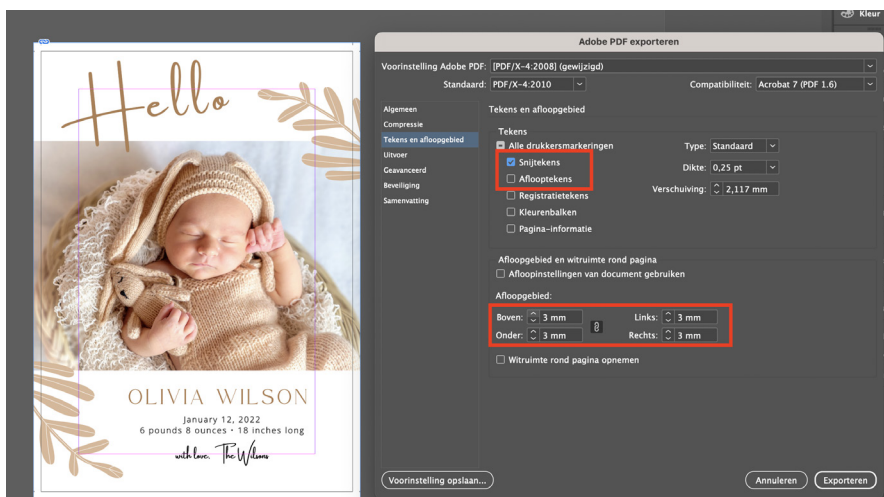 Kleur
Hello
OLIVIA WILSON
January 12, 2022
6 pounds 8 ounces • 18 inches long
with love, The Wilsons
Adobe PDF exporteren
Voorinstelling Adobe PDF: [PDF/X-4:2008] (gewijzigd)
Standaard: PDF/X-4:2010 Compatibiliteit: Acrobat 7 (PDF 1.6)
Algemeen
Compressie
Tekens en afloopgebied
Uitvoer
Geavanceerd
Beveiliging
Samenvatting
Tekens en afloopgebied
Tekens
Alle drukkersmarkeringen
Snijtekens
Aflooptekens
Registratietekens
Kleurenbalken
Pagina-informatie
Type: Standaard
Dikte: 0,25 pt
Verschuiving: 2,117 mm
Afloopgebied en witruimte rond pagina
Afloopinstellingen van document gebruiken
Afloopgebied:
Boven: 3 mm Links: 3 mm
Onder: 3 mm Rechts: 3 mm
Witruimte rond pagina opnemen
Voorinstelling opslaan... Annuleren Exporteren